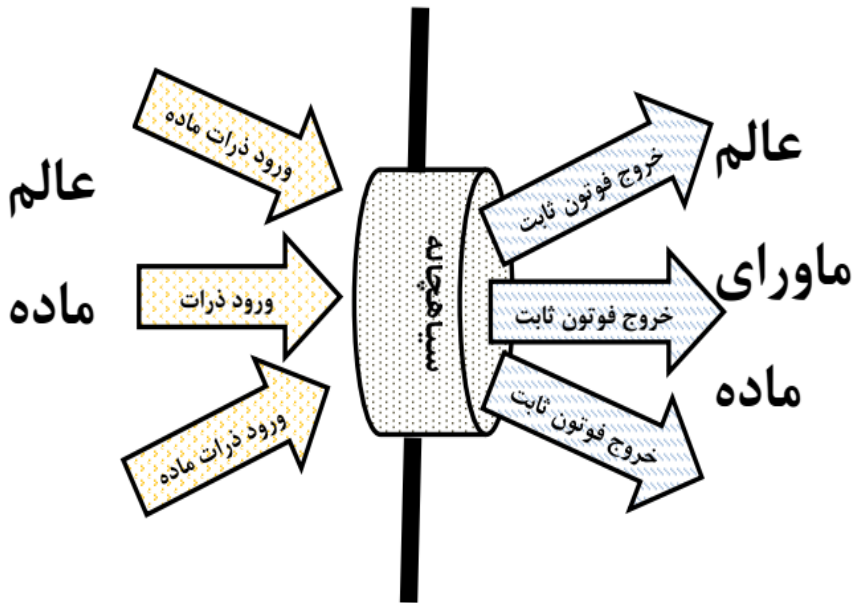 عالم
ماده
ورود ذرات ماده
ورود ذرات
ورود ذرات ماده
سیاهچاله
خروج فوتون ثابت
خروج فوتون ثابت
خروج فوتون ثابت
عالم
ماورای
ماده